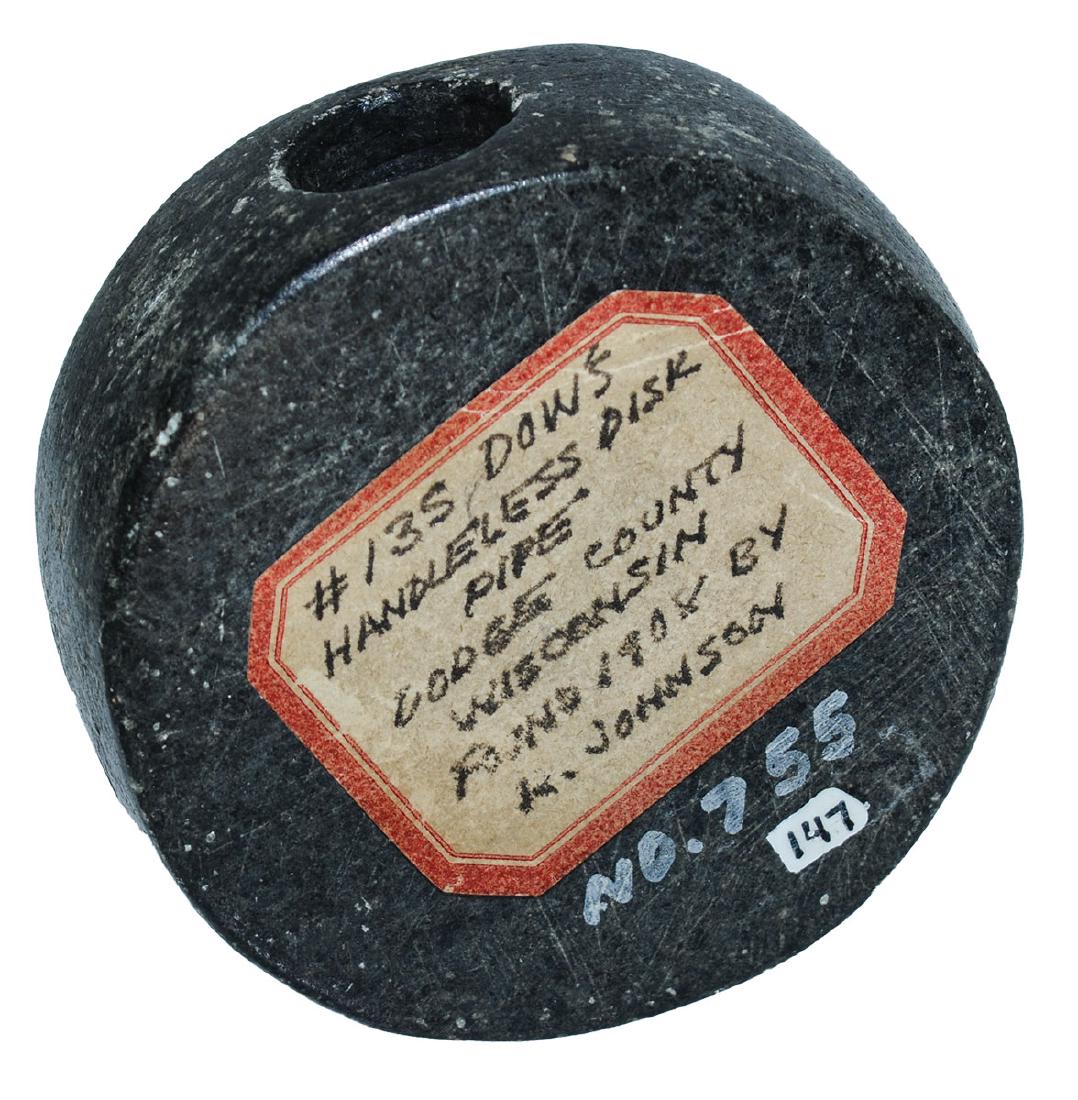 #135 DOWS
HANDLELESS DISK
PIPE
DODGE COUNTY
WISCONSIN
FOUND 1908 BY
K. JOHNSON
NO. 755
147